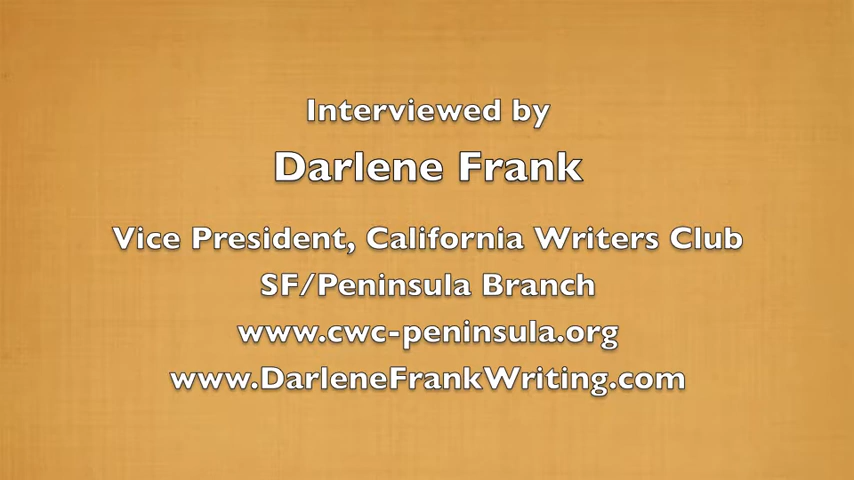 Interviewed by
Darlene Frank
Vice President, California Writers Club
SF/Peninsula Branch
www.cwc-peninsula.org
www.DarleneFrankWriting.com